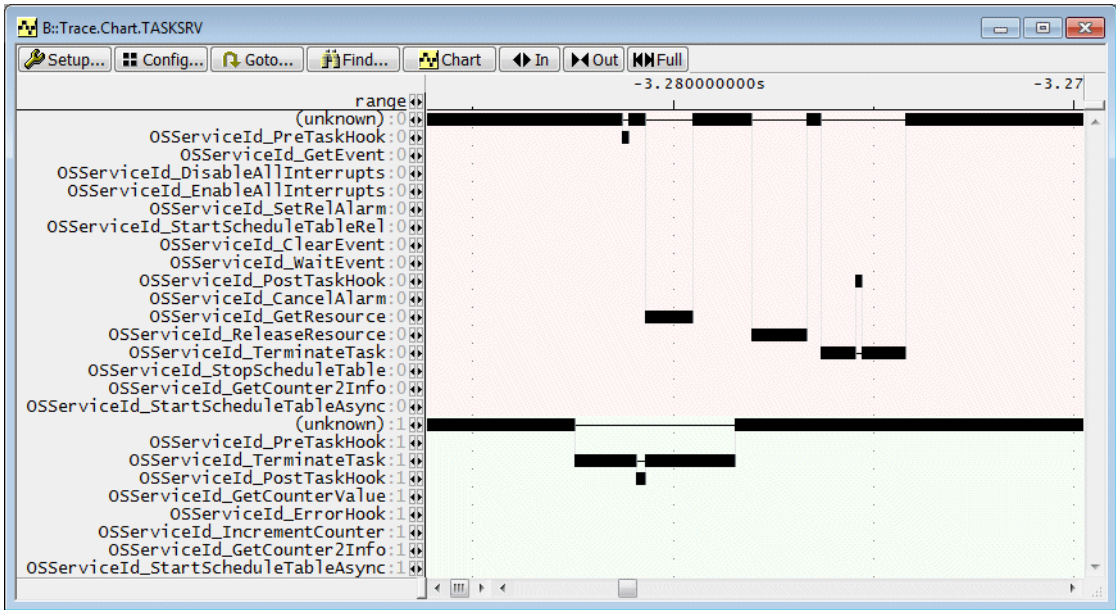 B::Trace.Chart.TASKSRV
Setup... Config... Goto... Find... Chart In Out Full
-3.280000000s -3.27
range
(unknown):0
OSServiceId_PreTaskHook:0
OSServiceId_GetEvent:0
OSServiceId_DisableAllInterrupts:0
OSServiceId_EnableAllInterrupts:0
OSServiceId_SetRelAlarm:0
OSServiceId_StartScheduleTableRel:0
OSServiceId_ClearEvent:0
OSServiceId_WaitEvent:0
OSServiceId_PostTaskHook:0
OSServiceId_CancelAlarm:0
OSServiceId_GetResource:0
OSServiceId_ReleaseResource:0
OSServiceId_TerminateTask:0
OSServiceId_StopScheduleTable:0
OSServiceId_GetCounter2Info:0
OSServiceId_StartScheduleTableAsync:0
(unknown):1
OSServiceId_PreTaskHook:1
OSServiceId_TerminateTask:1
OSServiceId_PostTaskHook:1
OSServiceId_GetCounterValue:1
OSServiceId_ErrorHook:1
OSServiceId_IncrementCounter:1
OSServiceId_GetCounter2Info:1
OSServiceId_StartScheduleTableAsync:1